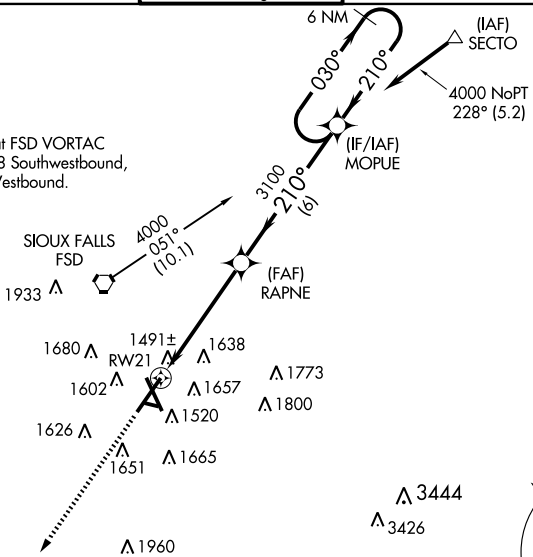 6 NM
(IAF)
SECTO
030°
210°
4000 NoPT
228° (5.2)
(IF/IAF)
MOPUE
FSD VORTAC
Southwestbound,
3100
210°
(6)
4000
051°
(10.1)
SIOUX FALLS
FSD
(FAF)
RAPNE
1933
1491±
1638
1680
RW21
1602
1657
1773
1520
1800
1626
1651
1665
3444
3426
1960